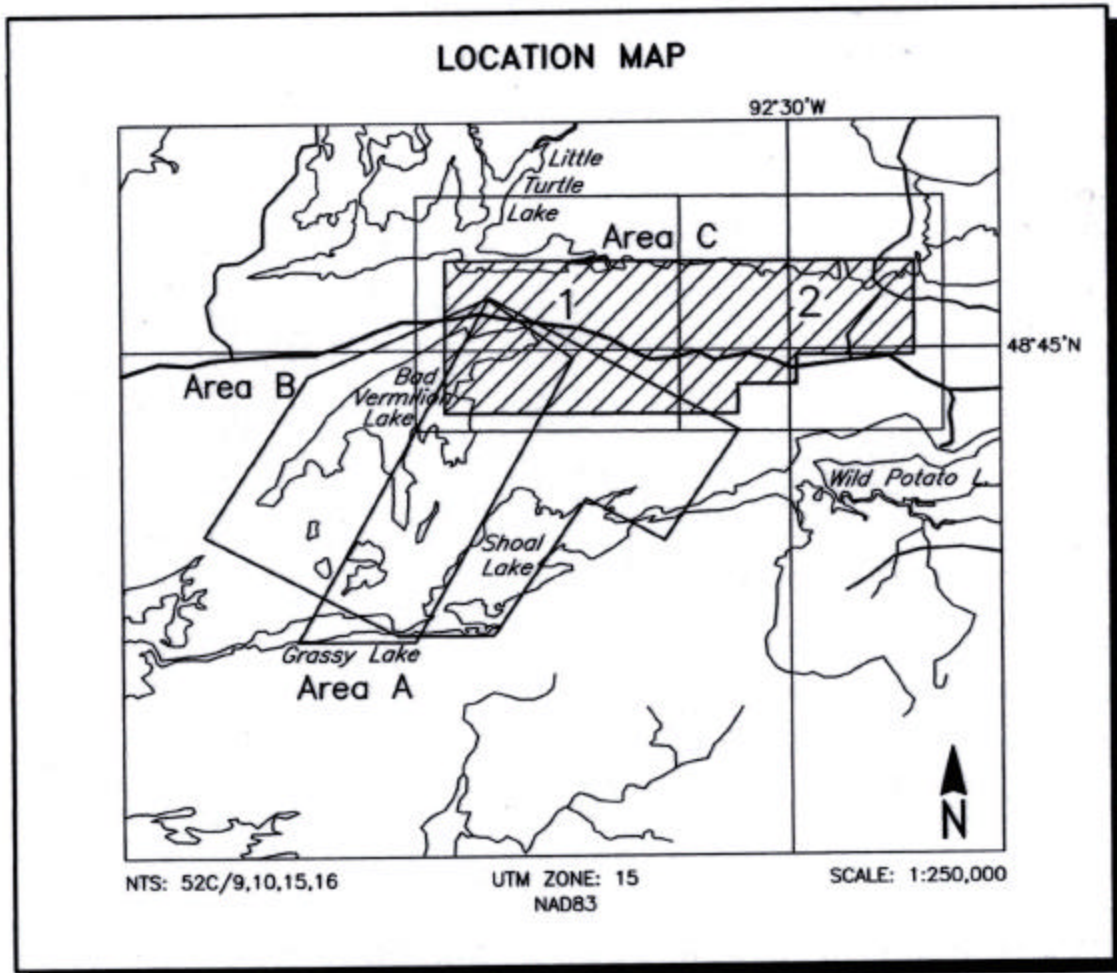 LOCATION MAP
92°30'W
Little
Turtle
Lake
Area C
1
2
48°45'N
Area B
Bad
Vermilion
Lake
Wild Potato L.
Shoal
Lake
Grassy Lake
Area A
N
NTS: 52C/9,10,15,16
UTM ZONE: 15
SCALE: 1:250,000
NAD83